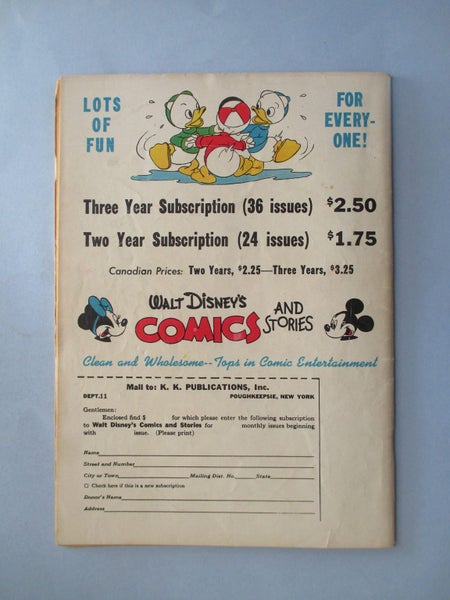 LOTS
OF
FUN
FOR
EVERY-
ONE!
Three Year Subscription (36 issues) $2.50
Two Year Subscription (24 issues) $1.75
Canadian Prices: Two Years, $2.25—Three Years, $3.25
WALT DISNEY'S
COMICS
AND
STORIES
Clean and Wholesome--Tops in Comic Entertainment
Mail to: K. K. PUBLICATIONS, Inc.
DEPT.11 POUGHKEEPSIE, NEW YORK
Gentlemen:
Enclosed find $ for which please enter the following subscription
to Walt Disney's Comics and Stories for monthly issues beginning
with issue. (Please print)
Name
Street and Number
City or Town Mailing Dist. No. State
Check here if this is a new subscription
Donor's Name
Address